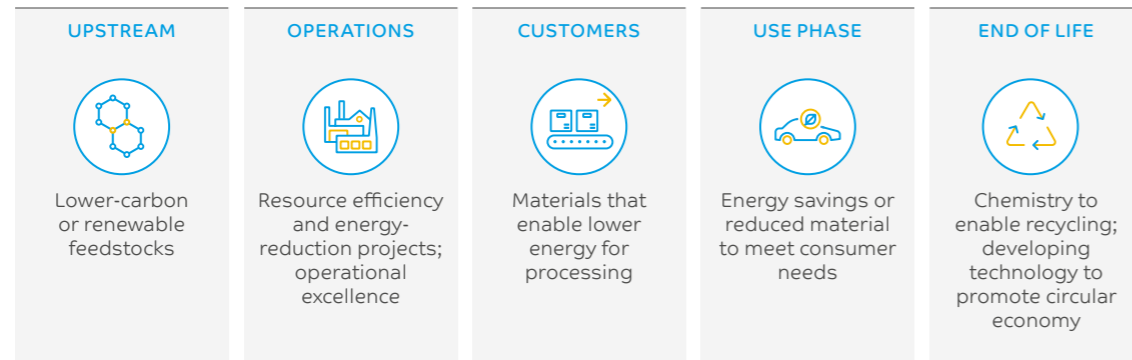 UPSTREAM
Lower-carbon
or renewable
feedstocks
OPERATIONS
Resource efficiency
and energy-
reduction projects;
operational
excellence
CUSTOMERS
Materials that
enable lower
energy for
processing
USE PHASE
Energy savings or
reduced material
to meet consumer
needs
END OF LIFE
Chemistry to
enable recycling;
developing
technology to
promote circular
economy